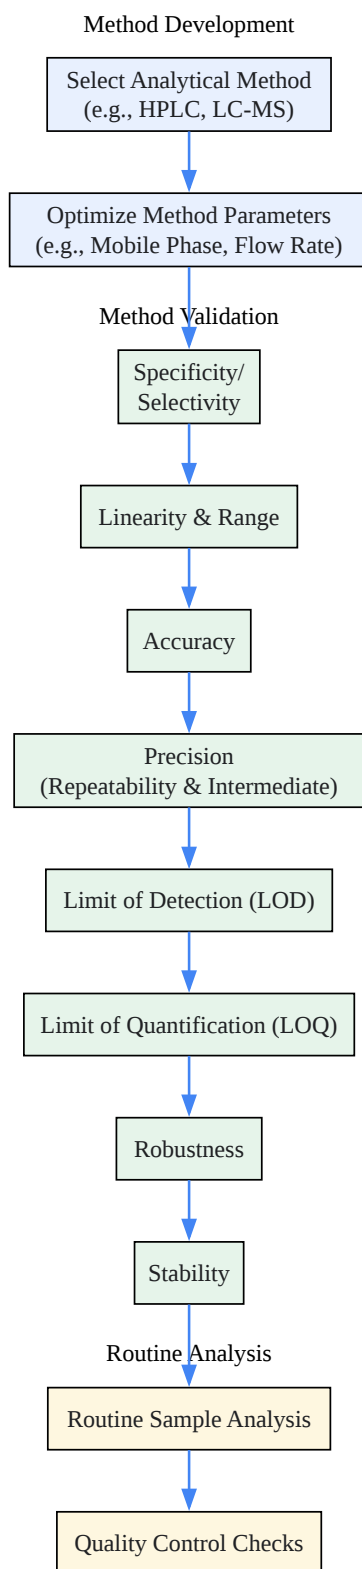 Method Development
Select Analytical Method
(e.g., HPLC, LC-MS)
Optimize Method Parameters
(e.g., Mobile Phase, Flow Rate)
Method Validation
Specificity/
Selectivity
Linearity & Range
Accuracy
Precision
(Repeatability & Intermediate)
Limit of Detection (LOD)
Limit of Quantification (LOQ)
Robustness
Stability
Routine Analysis
Routine Sample Analysis
Quality Control Checks